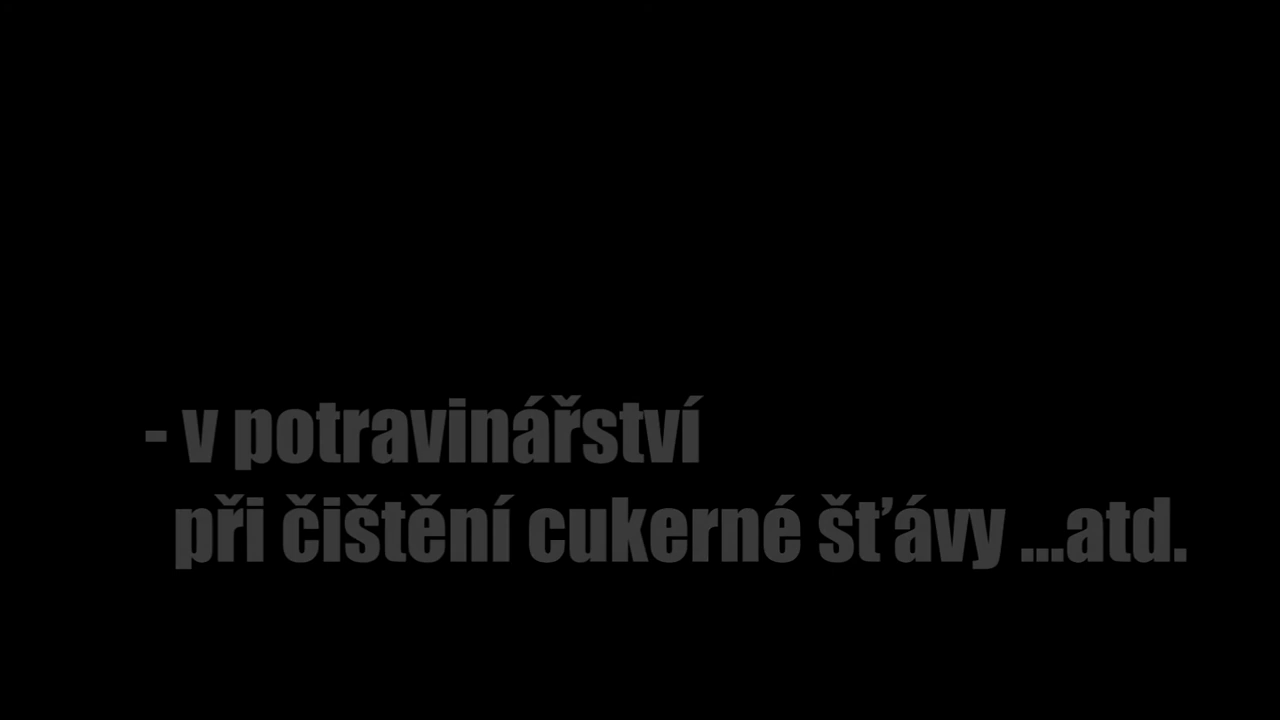 - v potravinářství
při čištění cukerné šťávy ...atd.